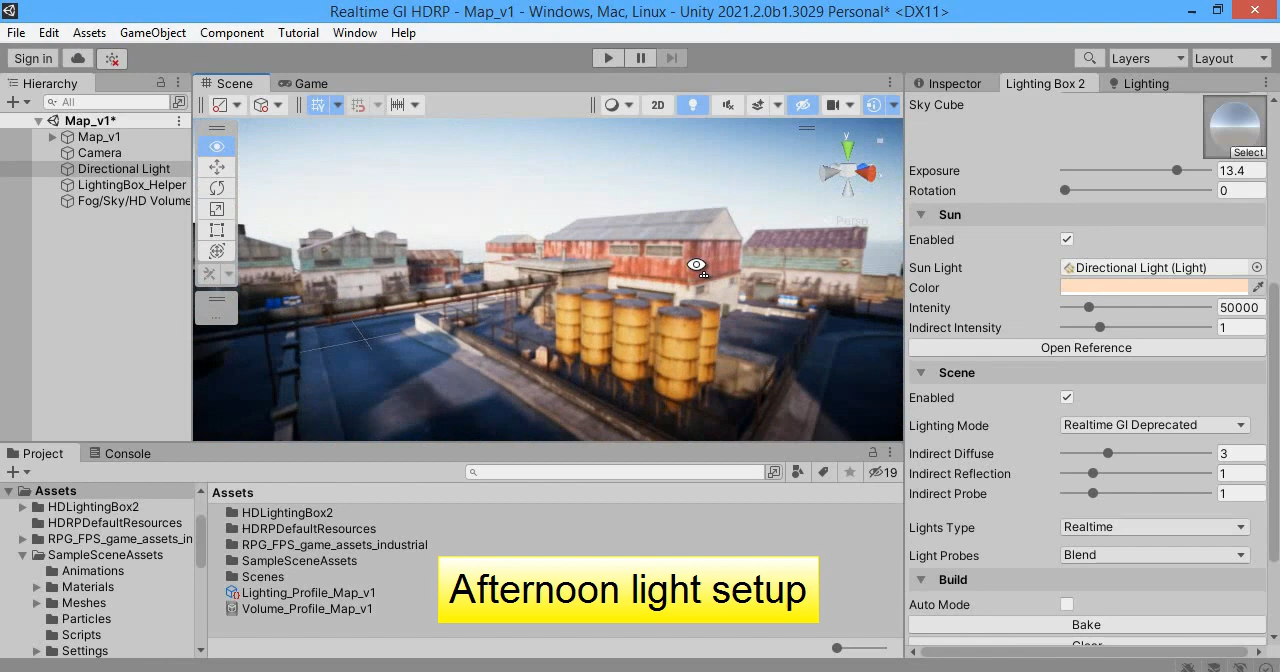 Realtime GI HDRP - Map_v1 - Windows, Mac, Linux - Unity 2021.2.0b1.3029 Personal* <DX11>
File Edit Assets GameObject Component Tutorial Window Help
Sign in
Layers
Layout
Hierarchy
All
Map_v1*
Map_v1
Camera
Directional Light
LightingBox_Helper
Fog/Sky/HD Volume
Scene
Game
2D
y
Persp
Inspector
Lighting Box 2
Lighting
Sky Cube
Select
Exposure 13.4
Rotation 0
Sun
Enabled
Sun Light Directional Light (Light)
Color
Intenity 50000
Indirect Intensity 1
Open Reference
Scene
Enabled
Lighting Mode Realtime GI Deprecated
Indirect Diffuse 3
Indirect Reflection 1
Indirect Probe 1
Lights Type Realtime
Light Probes Blend
Build
Auto Mode
Bake
Clear
Project
Console
19
Assets
HDLightingBox2
HDRPDefaultResources
RPG_FPS_game_assets_in
SampleSceneAssets
Animations
Materials
Meshes
Particles
Scripts
Settings
Assets
HDLightingBox2
HDRPDefaultResources
RPG_FPS_game_assets_industrial
SampleSceneAssets
Scenes
Lighting_Profile_Map_v1
Volume_Profile_Map_v1
Afternoon light setup